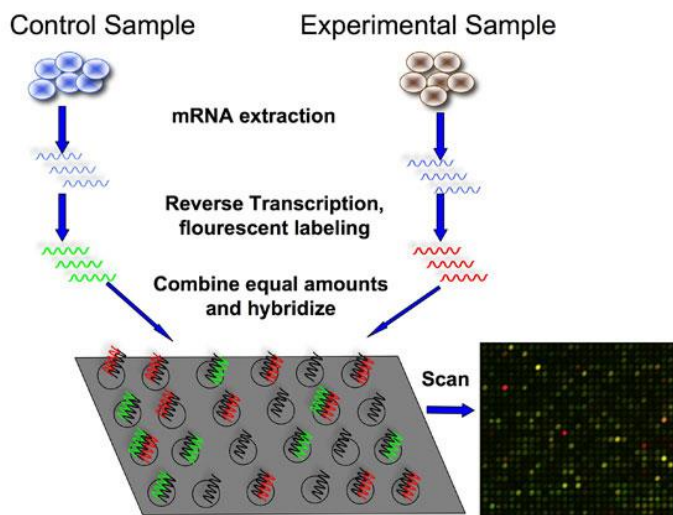 Control Sample
Experimental Sample
mRNA extraction
Reverse Transcription,
flourescent labeling
Combine equal amounts
and hybridize
Scan